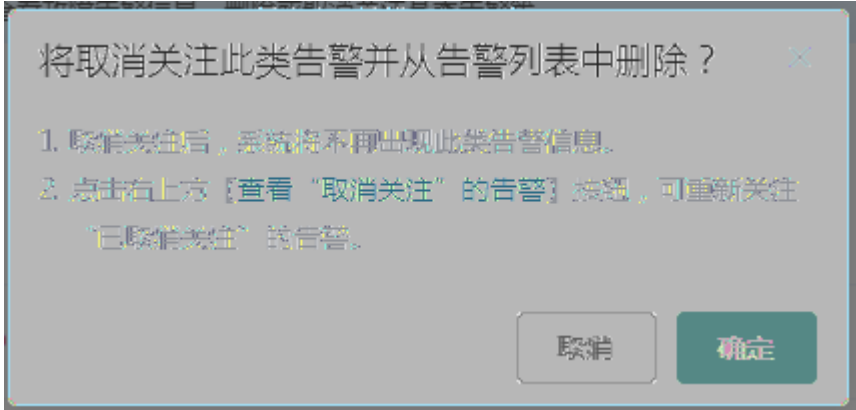 将取消关注此类告警并从告警列表中删除？
1. 取消关注后，系统将不再出现此类告警信息。
2. 点击右上方［查看“取消关注”的告警］按钮，可重新关注
“已取消关注”的告警。
取消
确定